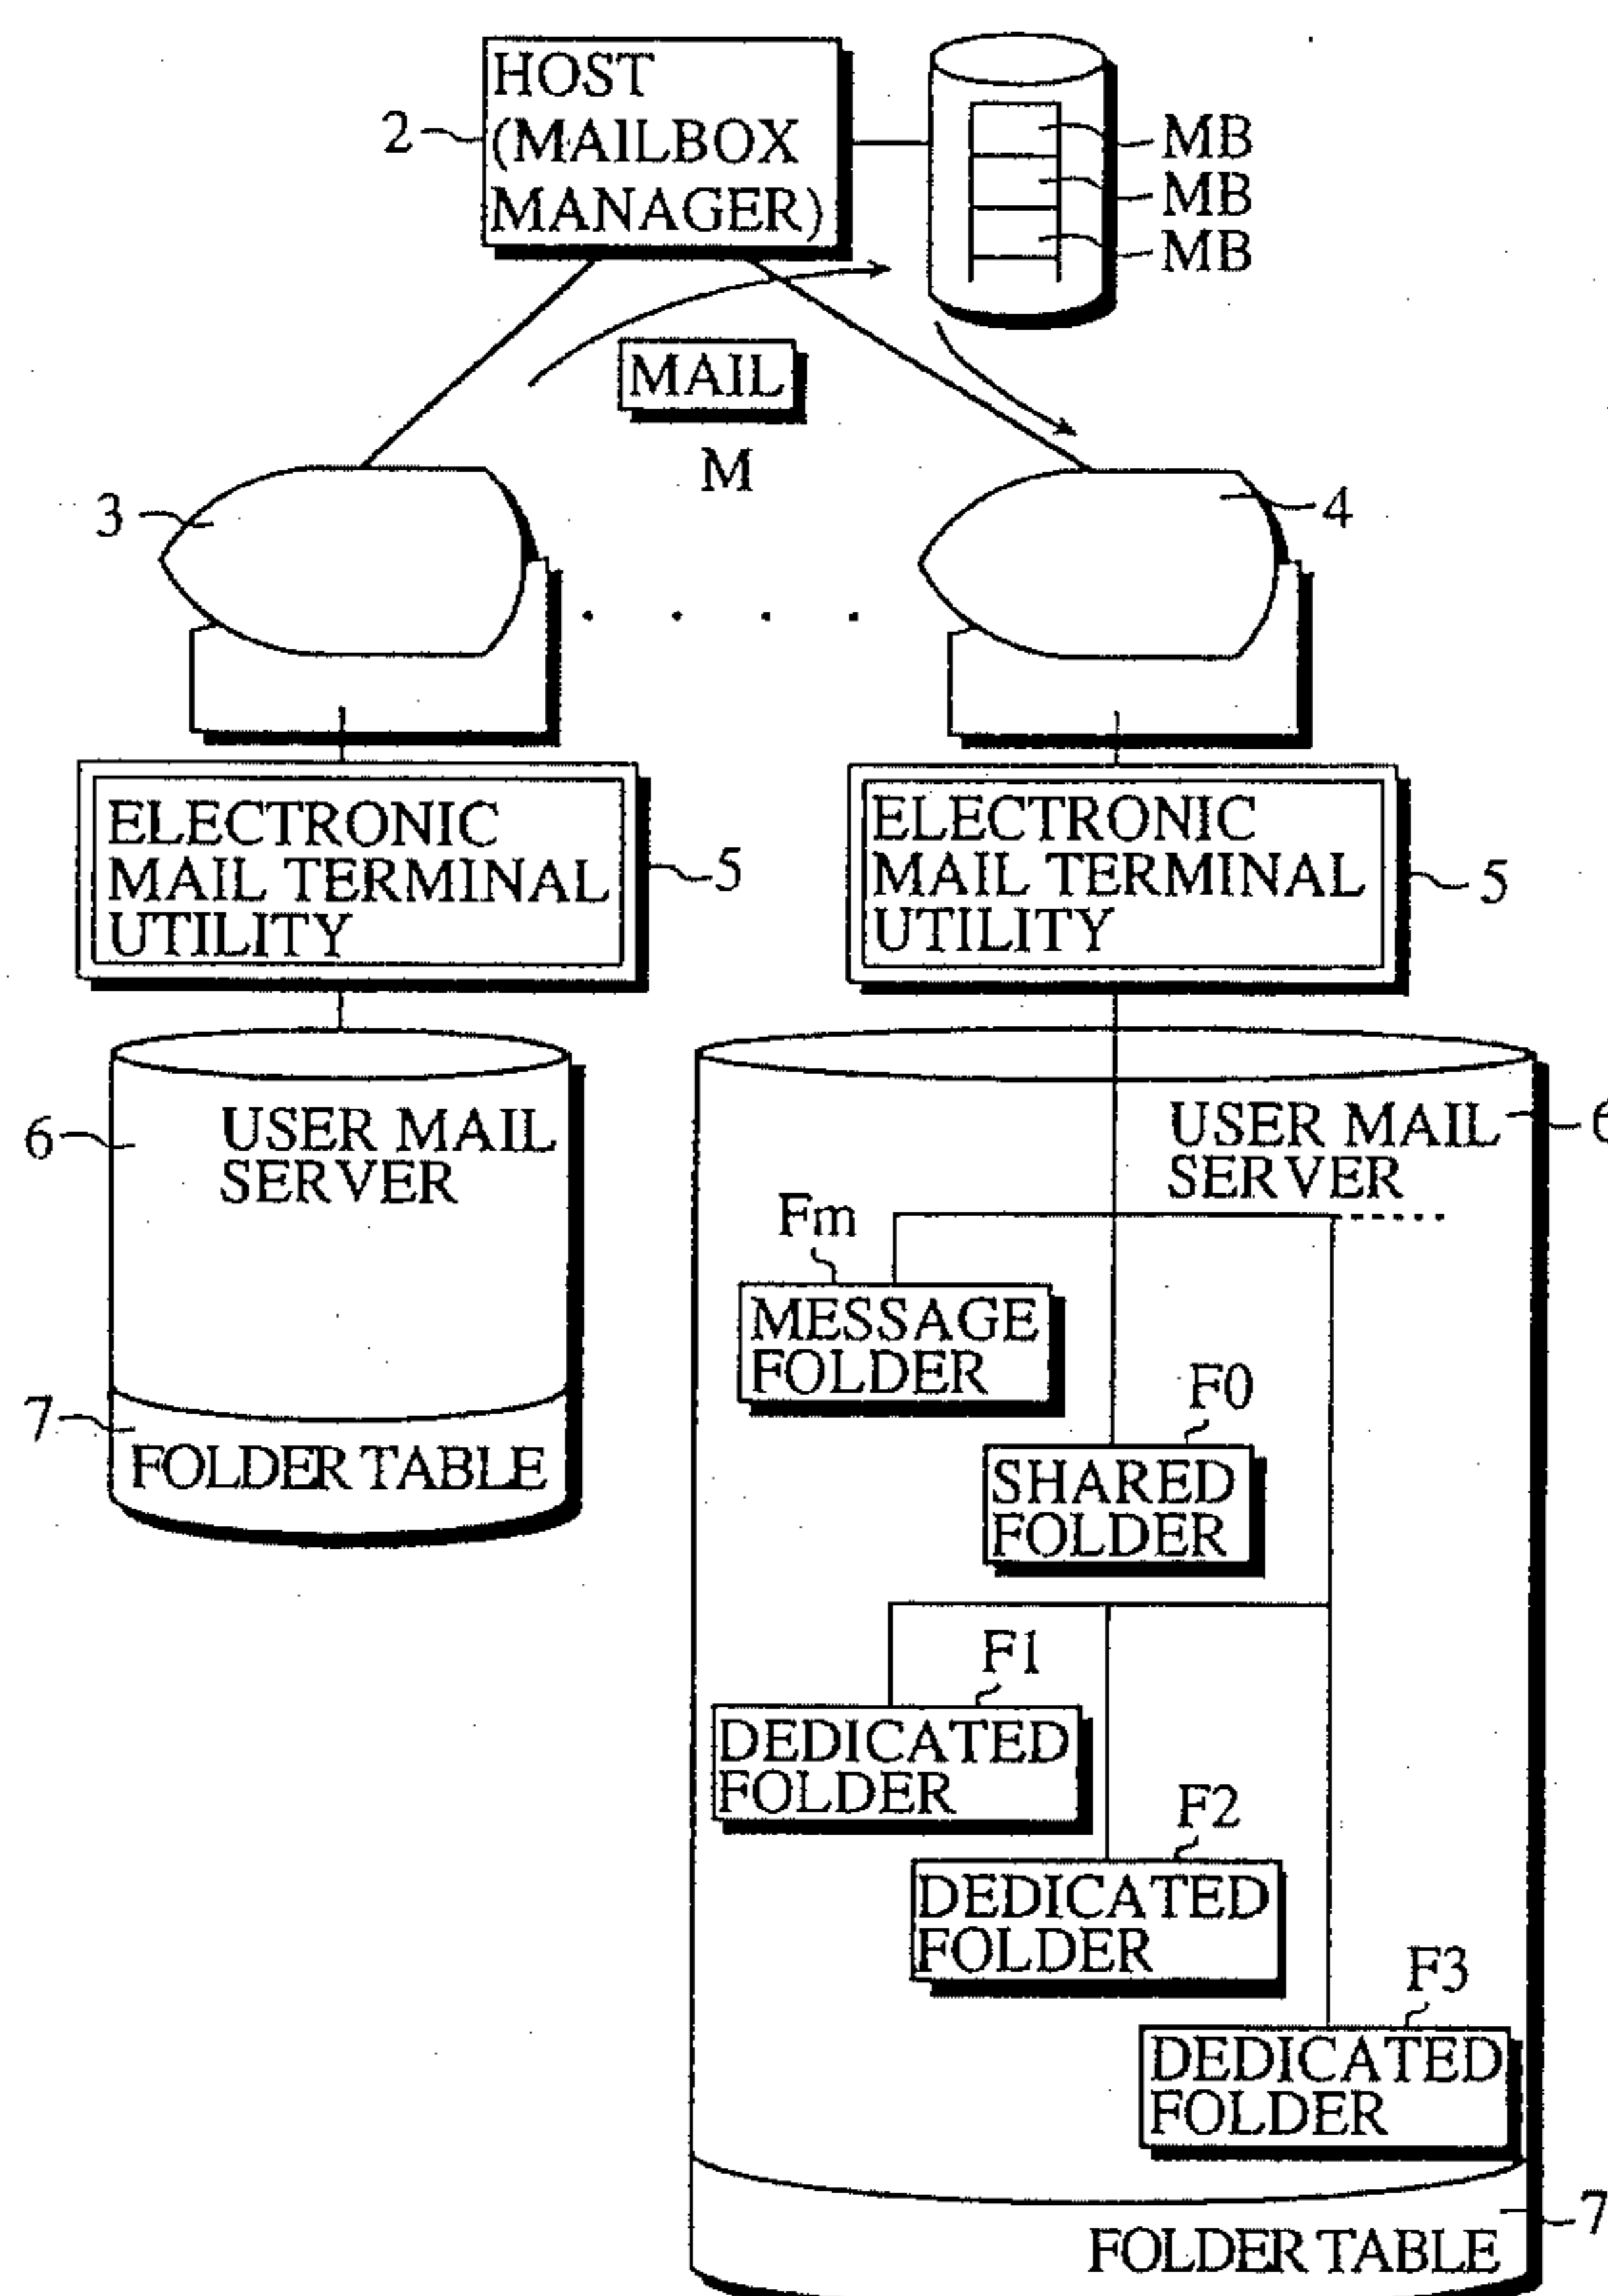 HOST
2
(MAILBOX
MANAGER)
MB
MB
MB
MAIL
M
3
4
ELECTRONIC
MAIL TERMINAL
UTILITY
5
ELECTRONIC
MAIL TERMINAL
UTILITY
5
6
USER MAIL
SERVER
7
FOLDER TABLE
USER MAIL
SERVER
6
Fm
MESSAGE
FOLDER
F0
SHARED
FOLDER
F1
DEDICATED
FOLDER
F2
DEDICATED
FOLDER
F3
DEDICATED
FOLDER
7
FOLDER TABLE